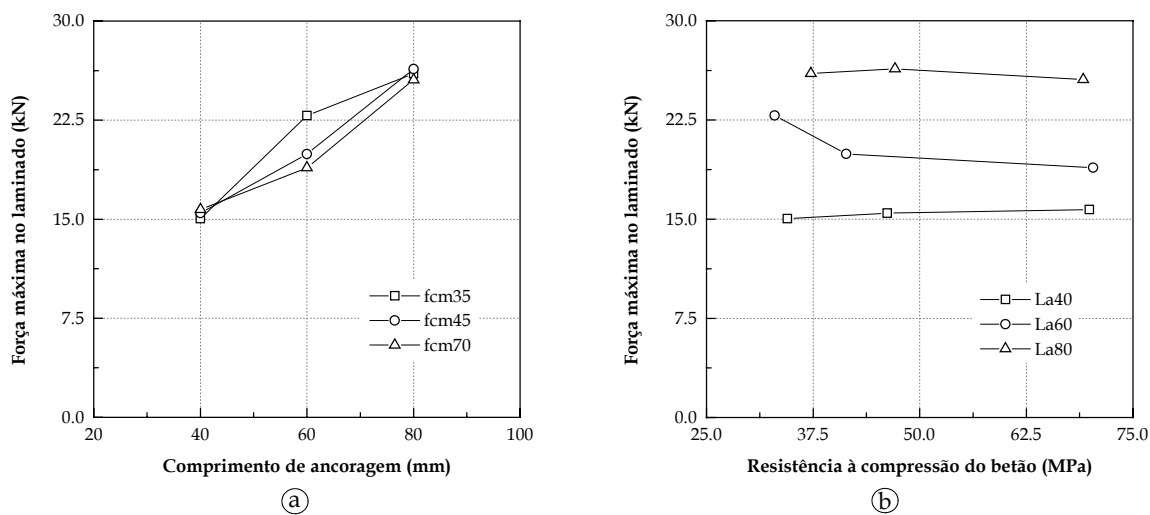 Força máxima no laminado (kN)
30.0
22.5
15.0
7.5
0.0
20
40
60
80
100
fcm35
fcm45
fcm70
Comprimento de ancoragem (mm)
a
Força máxima no laminado (kN)
30.0
22.5
15.0
7.5
0.0
25.0
37.5
50.0
62.5
75.0
La40
La60
La80
Resistência à compressão do betão (MPa)
b